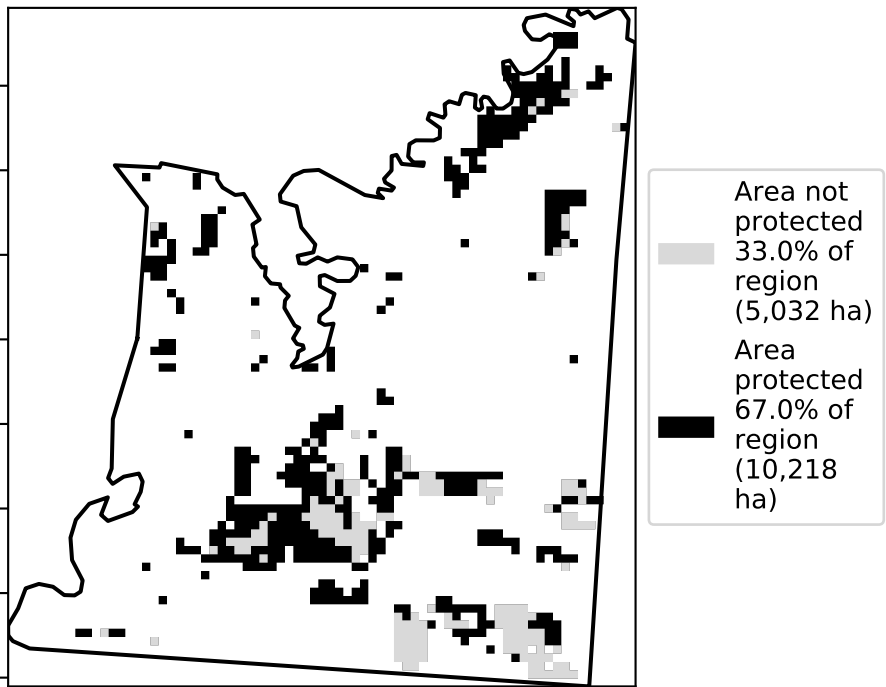 Area not
protected
33.0% of
region
(5,032 ha)
Area
protected
67.0% of
region
(10,218
ha)